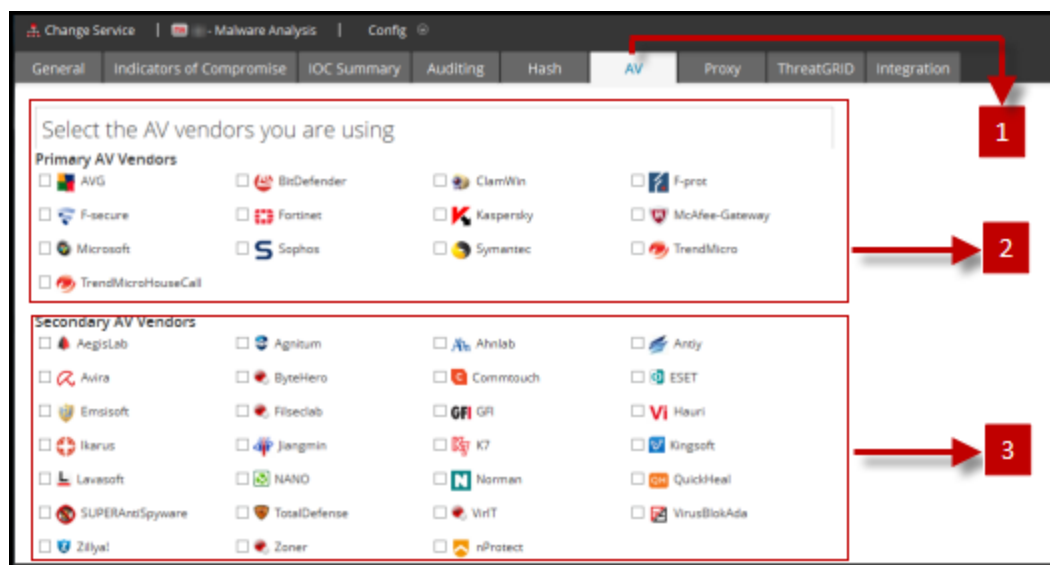 Change Service | - Malware Analysis | Config
General Indicators of Compromise IOC Summary Auditing Hash AV Proxy ThreatGRID Integration
1
Select the AV vendors you are using
Primary AV Vendors
AVG BitDefender ClamWin F-prot
F-secure Fortinet Kaspersky McAfee-Gateway
2
Microsoft Sophos Symantec TrendMicro
TrendMicroHouseCall
Secondary AV Vendors
AegisLab Agnitum Ahnlab Antiy
Avira ByteHero Commtouch ESET
Emsisoft Filseclab GFI GFI Vi Hauri
Ikarus Jiangmin K7 Kingsoft
3
Lavasoft NANO Norman QuickHeal
SUPERAntiSpyware TotalDefense VirIT VirusBlokAda
Zillya! Zoner nProtect